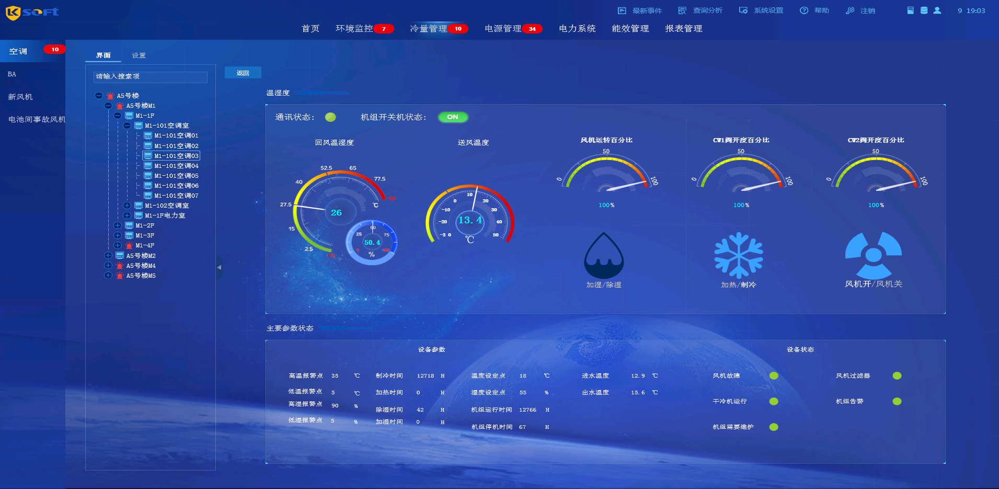 K SOFT
最新事件 查询分析 系统设置 帮助 注销 9 19:03
首页 环境监控 7 冷量管理 10 电源管理 34 电力系统 能效管理 报表管理
空调 10
BA
新风机
电池间事故风机
界面 设置
请输入搜索项
A5号楼
A5号楼M1
M1-1F
M1-101空调室
M1-101空调01
M1-101空调02
M1-101空调03
M1-101空调04
M1-101空调05
M1-101空调06
M1-101空调07
M1-102空调室
M1-1F电力室
M1-2F
M1-3F
M1-4F
A5号楼M2
A5号楼M4
A5号楼M5
返回
温湿度
通讯状态: 机组开关机状态: ON
回风温湿度
-10 2.5 15 27.5 40 52.5 65 77.5 90
℃
26
0 25 50 75 100
50.4
%
送风温度
-30 -20 -10 0 10 20 30 40 50
13.4
℃
风机运转百分比
0 50 100
100%
CW1阀开度百分比
0 50 100
100%
CW2阀开度百分比
0 50 100
100%
加湿/除湿
加热/制冷
风机开/风机关
主要参数状态
设备参数
高温报警点 35 ℃ 制冷时间 12718 H 温度设定点 18 ℃ 进水温度 12.9 ℃
低温报警点 5 ℃ 加热时间 0 H 湿度设定点 55 % 出水温度 15.6 ℃
高湿报警点 90 % 除湿时间 42 H 机组运行时间 12766 H
低湿报警点 5 % 加湿时间 0 H 机组停机时间 67 H
设备状态
风机故障 风机过滤器
干冷机运行 机组告警
机组需要维护